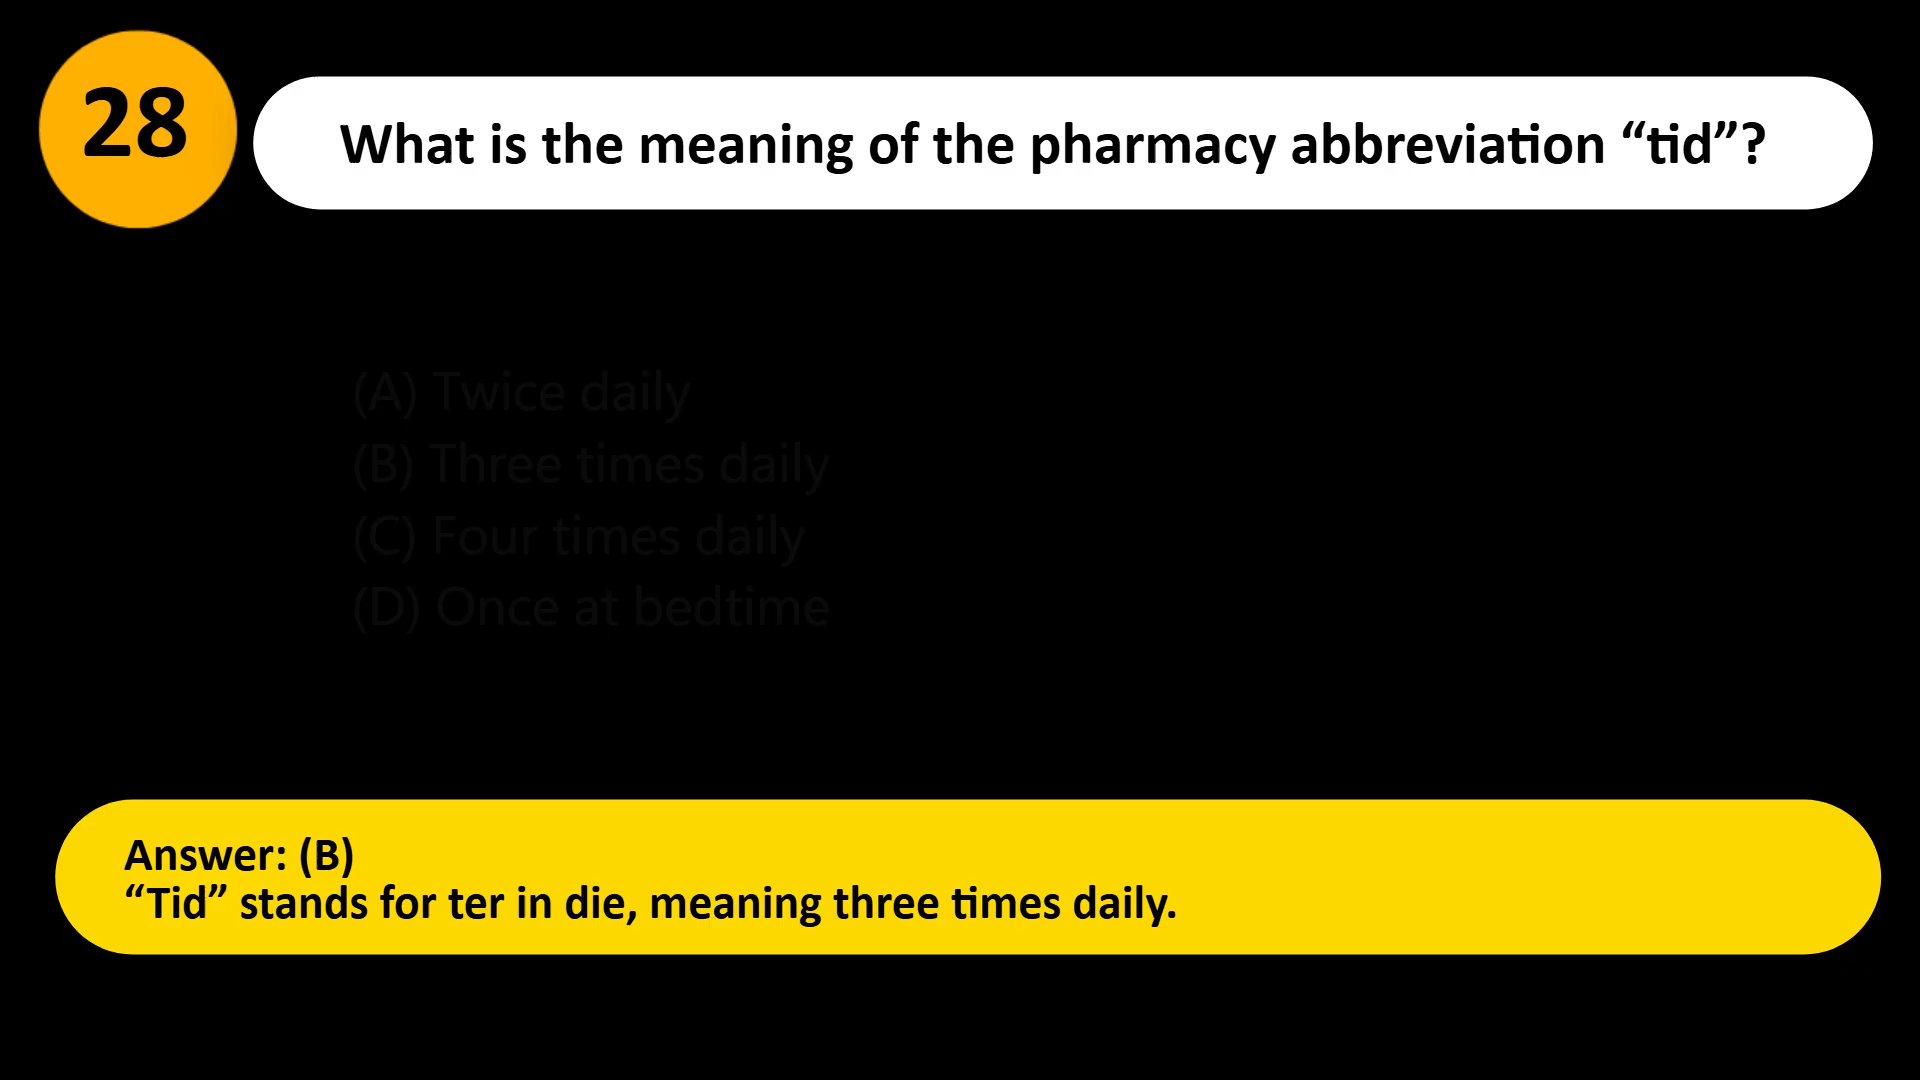 28
What is the meaning of the pharmacy abbreviation “tid”?
(A) Twice daily
(B) Three times daily
(C) Four times daily
(D) Once at bedtime
Answer: (B)
“Tid” stands for ter in die, meaning three times daily.